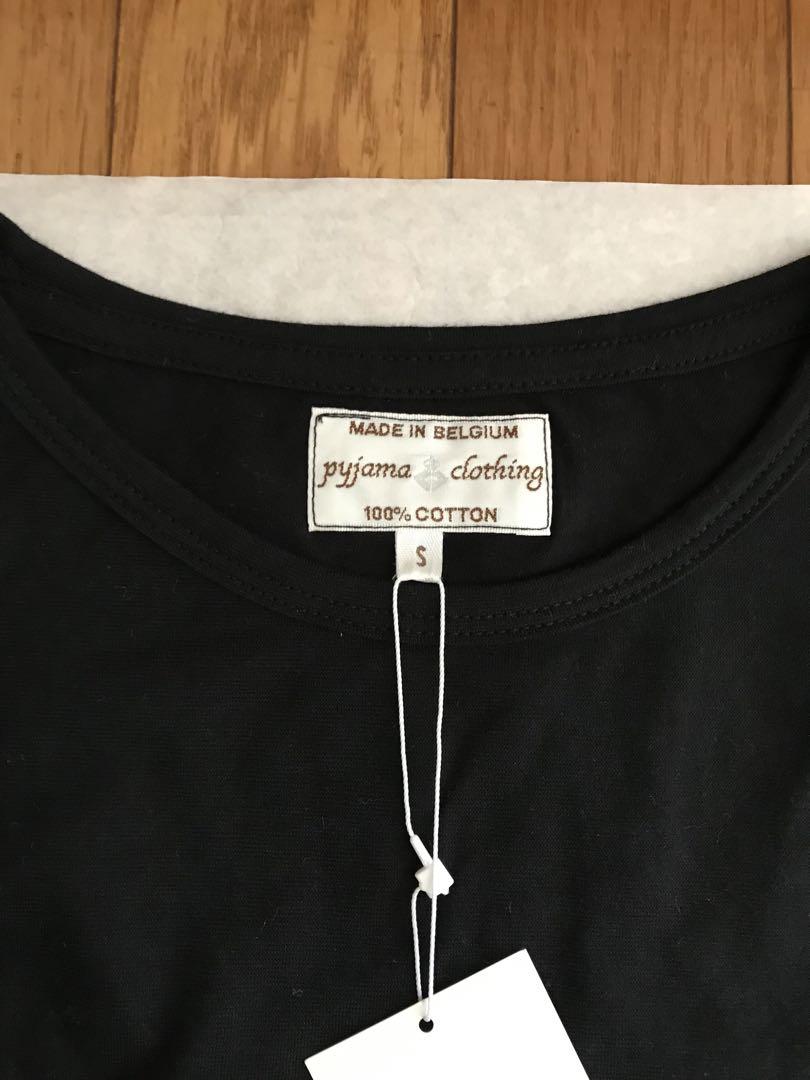 MADE IN BELGIUM
pyjama clothing
100% COTTON
S